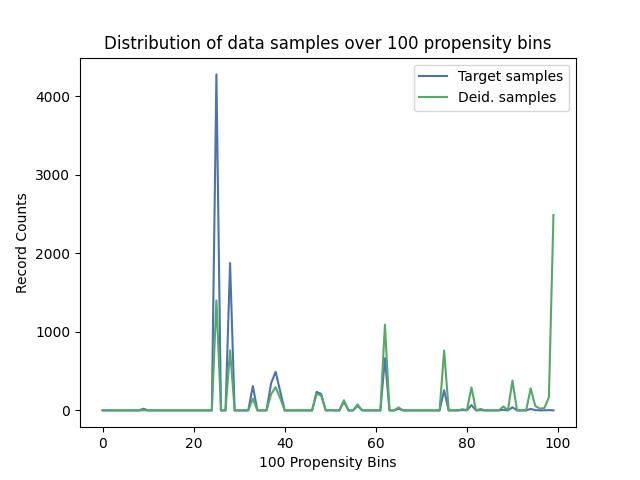 Distribution of data samples over 100 propensity bins
Target samples
Deid. samples
4000
3000
2000
1000
0
Record Counts
0 20 40 60 80 100
100 Propensity Bins